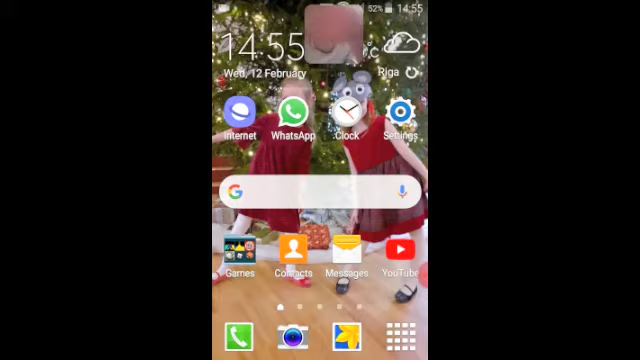 52% 14:55
14:55 °C
Wed, 12 February Riga
Internet WhatsApp Clock Settings
G
Games Contacts Messages YouTube